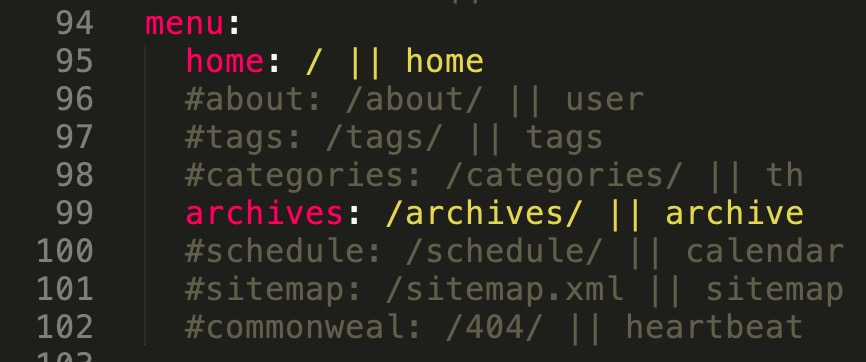 94 menu:
95 home: / || home
96 #about: /about/ || user
97 #tags: /tags/ || tags
98 #categories: /categories/ || th
99 archives: /archives/ || archive
100 #schedule: /schedule/ || calendar
101 #sitemap: /sitemap.xml || sitemap
102 #commonweal: /404/ || heartbeat
103